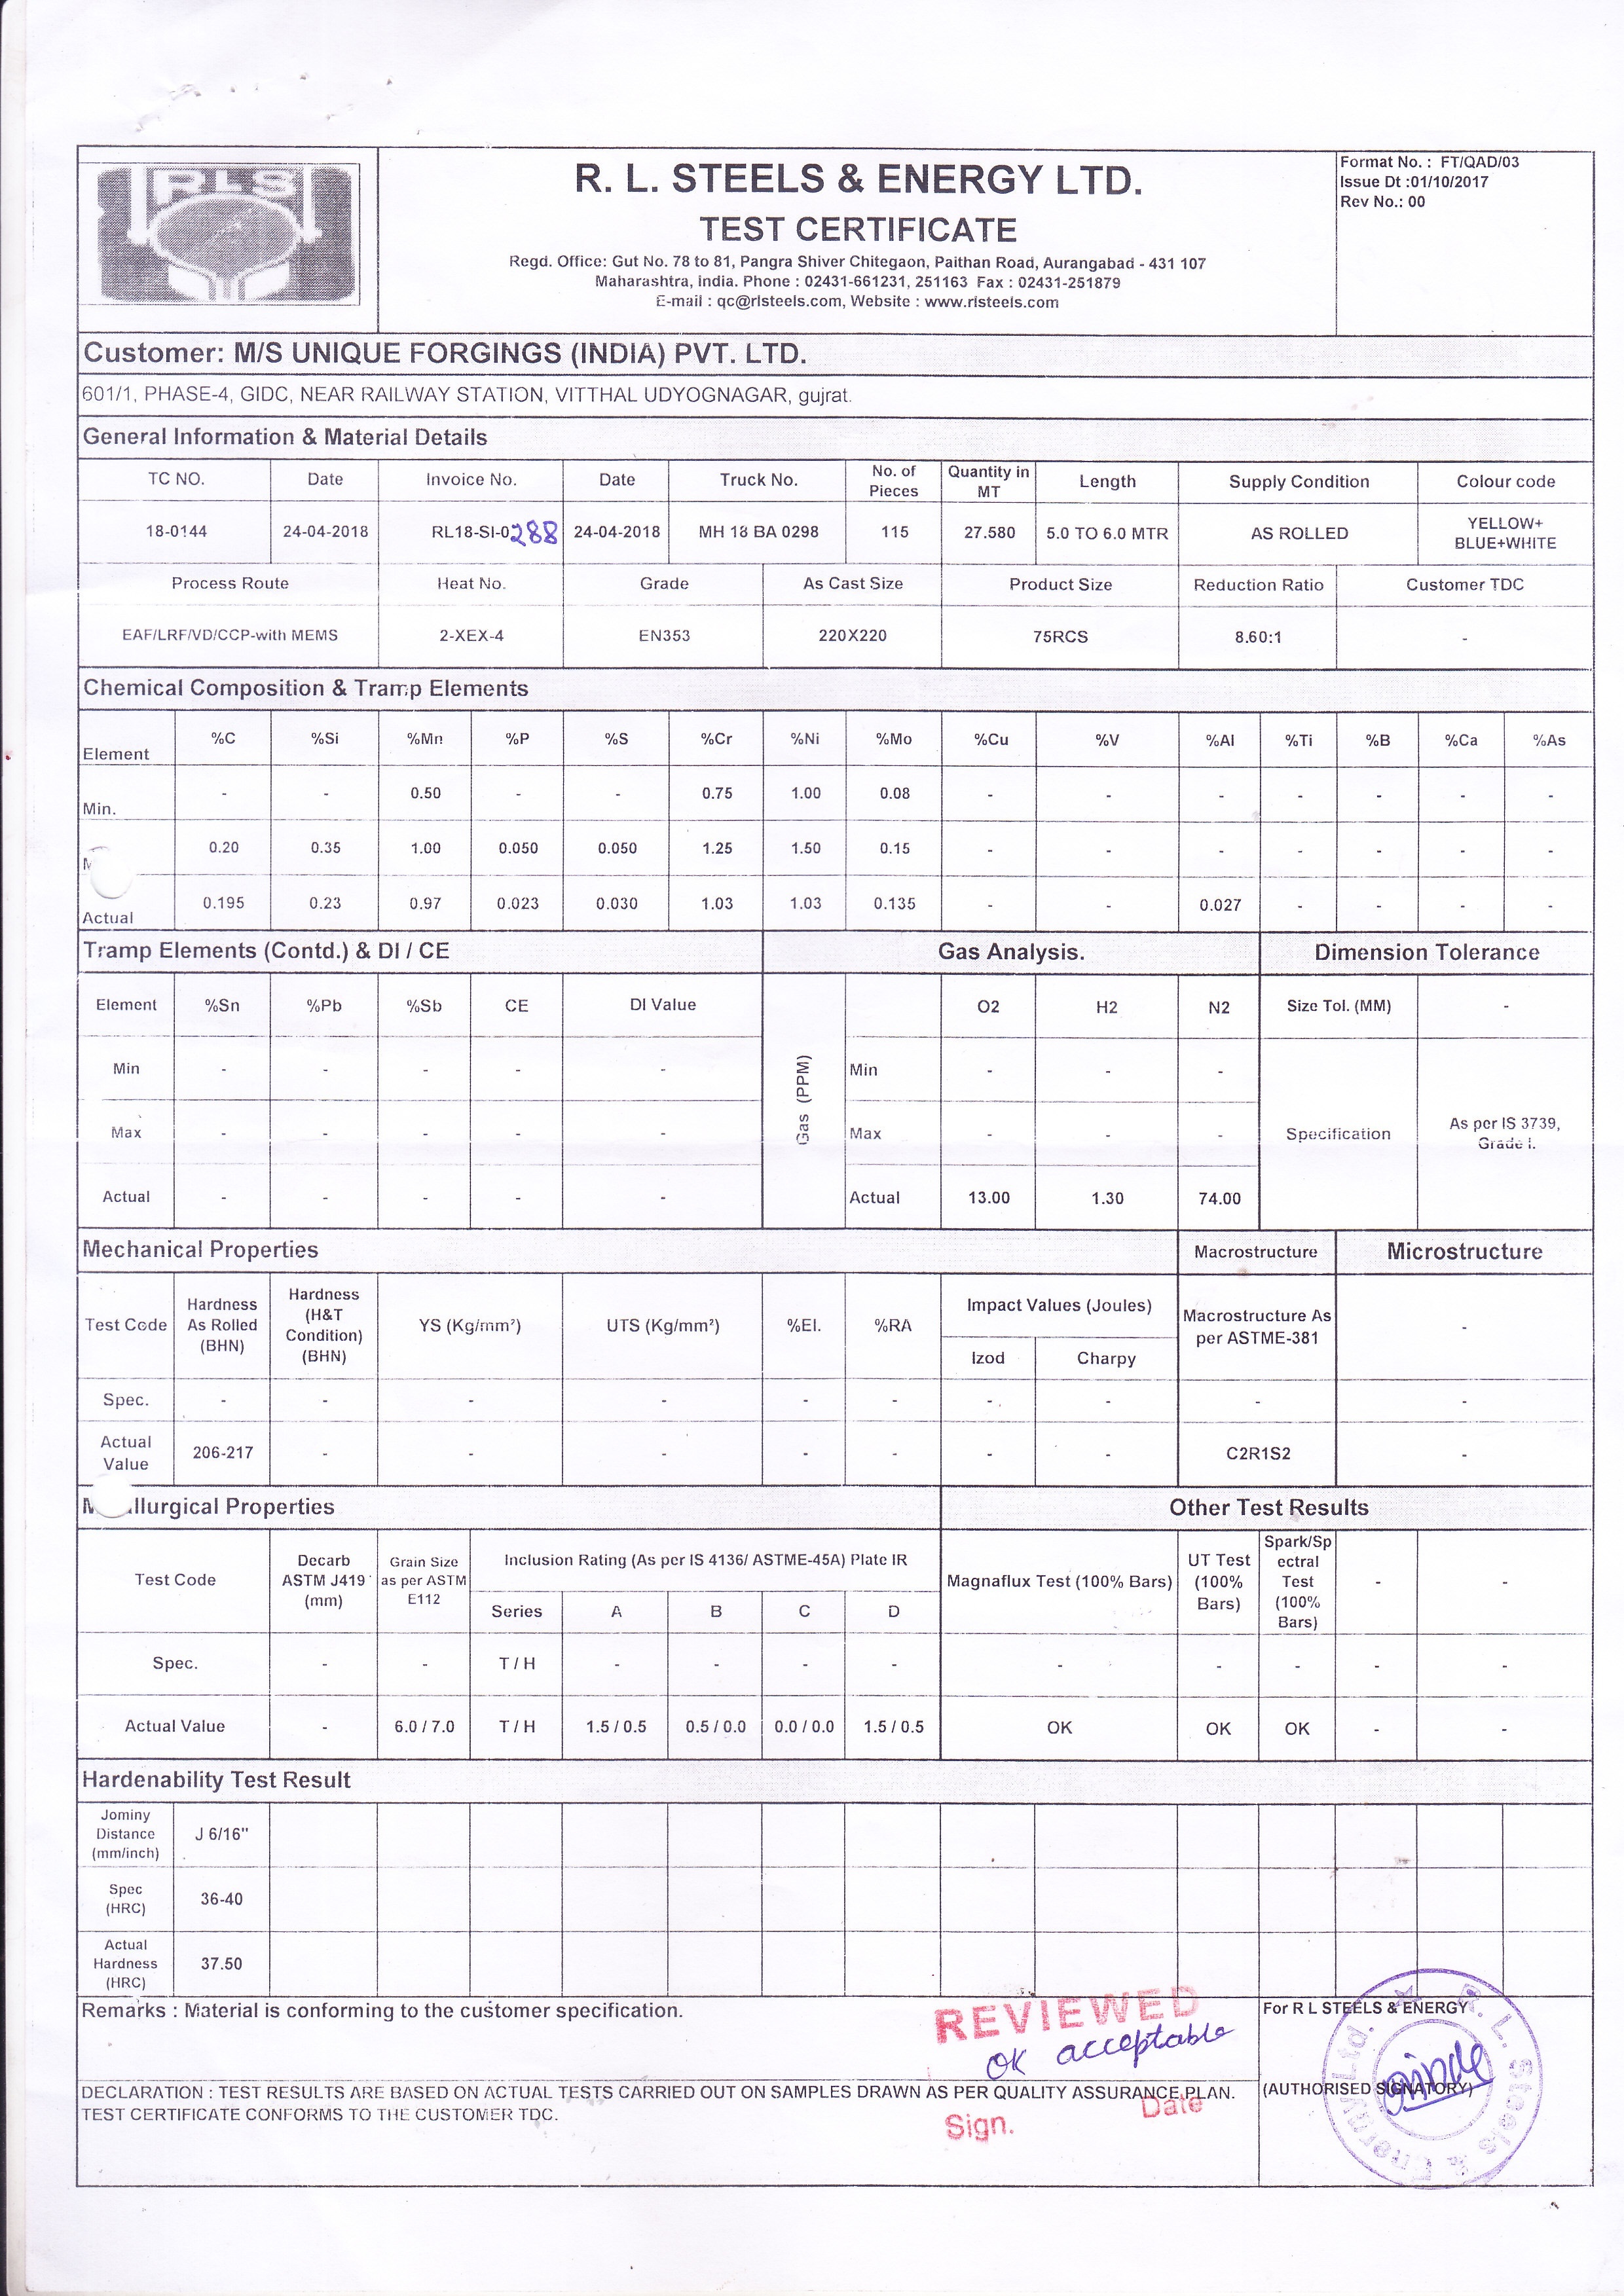 RLS
R. L. STEELS & ENERGY LTD.
TEST CERTIFICATE
Regd. Office: Gut No. 78 to 81, Pangra Shiver Chitegaon, Paithan Road, Aurangabad - 431 107
Maharashtra, India. Phone : 02431-661231, 251163 Fax : 02431-251879
E-mail : qc@rlsteels.com, Website : www.rlsteels.com
Format No. : FT/QAD/03
Issue Dt :01/10/2017
Rev No.: 00
Customer: M/S UNIQUE FORGINGS (INDIA) PVT. LTD.
601/1, PHASE-4, GIDC, NEAR RAILWAY STATION, VITTHAL UDYOGNAGAR, gujrat.
General Information & Material Details
TC NO. Date Invoice No. Date Truck No. No. of Pieces Quantity in MT Length Supply Condition Colour code
18-0144 24-04-2018 RL18-SI-0288 24-04-2018 MH 18 BA 0298 115 27.580 5.0 TO 6.0 MTR AS ROLLED YELLOW+ BLUE+WHITE
Process Route Heat No. Grade As Cast Size Product Size Reduction Ratio Customer TDC
EAF/LRF/VD/CCP-with MEMS 2-XEX-4 EN353 220X220 75RCS 8.60:1 -
Chemical Composition & Tramp Elements
Element %C %Si %Mn %P %S %Cr %Ni %Mo %Cu %V %Al %Ti %B %Ca %As
Min. - - 0.50 - - 0.75 1.00 0.08 - - - - - - -
0.20 0.35 1.00 0.050 0.050 1.25 1.50 0.15 - - - - - - -
Actual 0.195 0.23 0.97 0.023 0.030 1.03 1.03 0.135 - - 0.027 - - - -
Tramp Elements (Contd.) & DI / CE Gas Analysis. Dimension Tolerance
Element %Sn %Pb %Sb CE DI Value Gas (PPM) O2 H2 N2 Size Tol. (MM) -
Min - - - - - Min - - -
Max - - - - - Max - - - Specification As per IS 3739, Grade I.
Actual - - - - - Actual 13.00 1.30 74.00
Mechanical Properties Macrostructure Microstructure
Test Code Hardness As Rolled (BHN) Hardness (H&T Condition) (BHN) YS (Kg/mm²) UTS (Kg/mm²) %El. %RA Impact Values (Joules) Macrostructure As per ASTME-381 -
Izod Charpy
Spec. - - - - - - - - - -
Actual Value 206-217 - - - - - - - C2R1S2 -
llurgical Properties Other Test Results
Test Code Decarb ASTM J419 (mm) Grain Size as per ASTM E112 Inclusion Rating (As per IS 4136/ ASTME-45A) Plate IR Magnaflux Test (100% Bars) UT Test (100% Bars) Spark/Spectral Test (100% Bars) - -
Series A B C D
Spec. - - T / H - - - - - - - - -
Actual Value - 6.0 / 7.0 T / H 1.5 / 0.5 0.5 / 0.0 0.0 / 0.0 1.5 / 0.5 OK OK OK - -
Hardenability Test Result
Jominy Distance (mm/inch) J 6/16"
Spec (HRC) 36-40
Actual Hardness (HRC) 37.50
Remarks : Material is conforming to the customer specification.
REVIEWED
OK acceptable
Sign. Date
For R L STEELS & ENERGY
(AUTHORISED SIGNATORY)
R. L. Steels & Energy Ltd.
DECLARATION : TEST RESULTS ARE BASED ON ACTUAL TESTS CARRIED OUT ON SAMPLES DRAWN AS PER QUALITY ASSURANCE PLAN.
TEST CERTIFICATE CONFORMS TO THE CUSTOMER TDC.